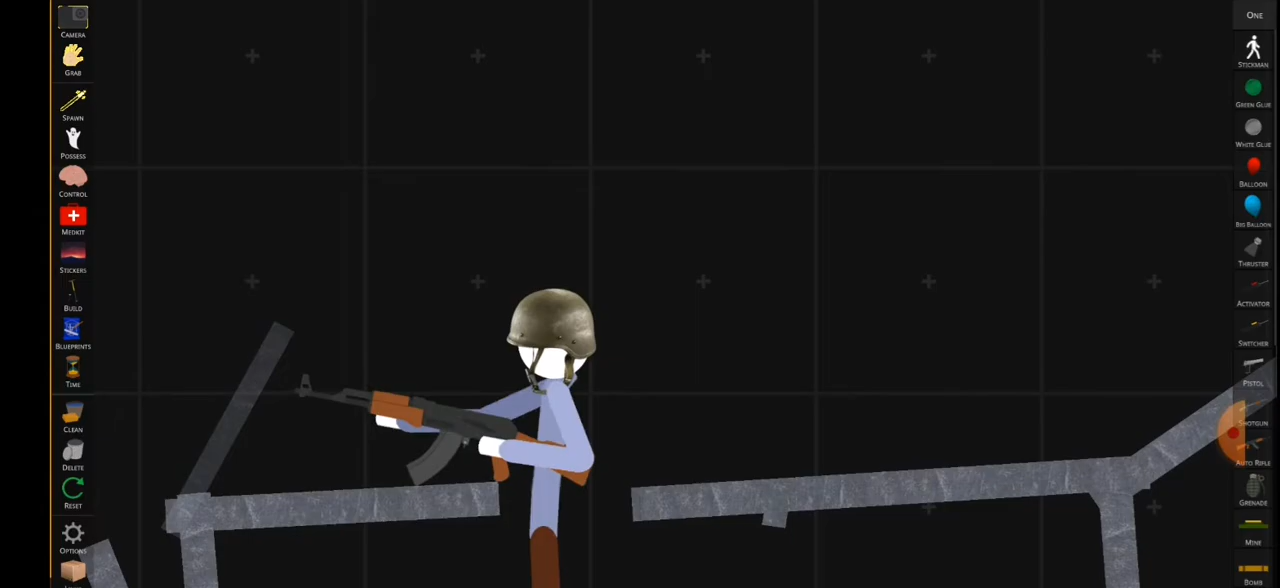 CAMERA
GRAB
SPAWN
POSSESS
CONTROL
MEDKIT
STICKERS
BUILD
BLUEPRINTS
TIME
CLEAN
DELETE
RESET
OPTIONS
ONE
STICKMAN
GREEN GLUE
WHITE GLUE
BALLOON
BIG BALLOON
THRUSTER
ACTIVATOR
SWITCHER
PISTOL
SHOTGUN
AUTO RIFLE
GRENADE
MINE
BOMB